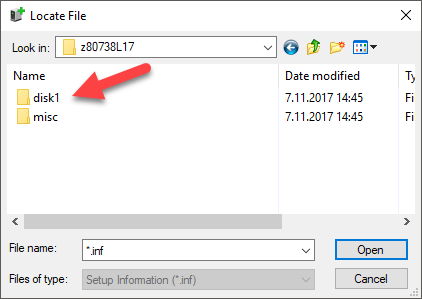 Locate File
Look in: z80738L17
Name Date modified Ty
disk1 7.11.2017 14:45 Fi
misc 7.11.2017 14:45 Fi
File name: *.inf Open
Files of type: Setup Information (*.inf) Cancel